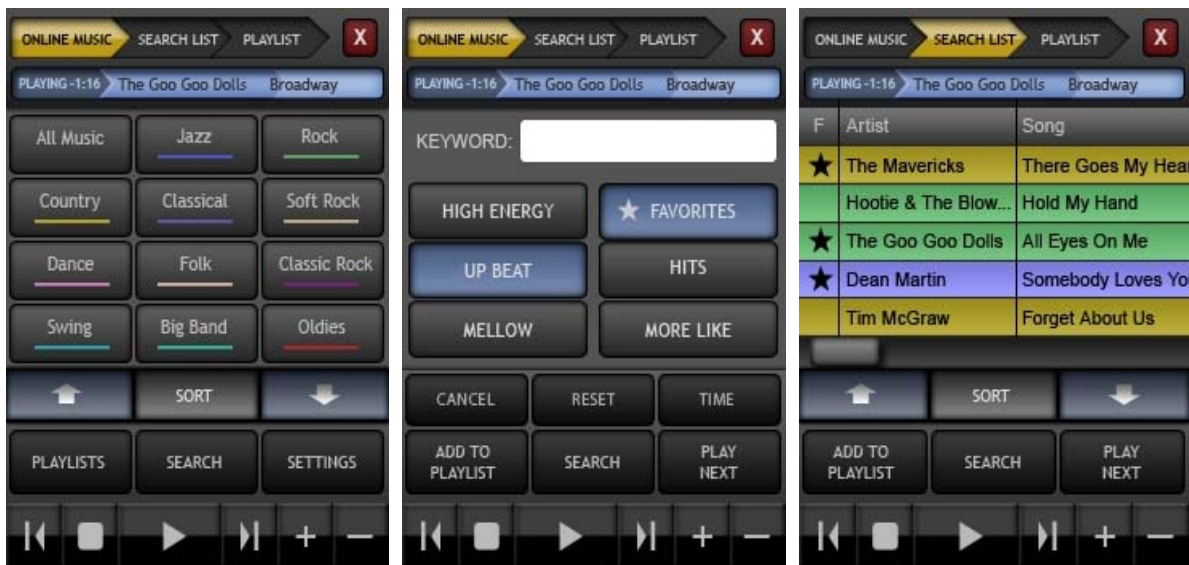 ONLINE MUSIC SEARCH LIST PLAYLIST X
PLAYING -1:16 The Goo Goo Dolls Broadway
All Music Jazz Rock
Country Classical Soft Rock
Dance Folk Classic Rock
Swing Big Band Oldies
SORT
PLAYLISTS SEARCH SETTINGS
ONLINE MUSIC SEARCH LIST PLAYLIST X
PLAYING -1:16 The Goo Goo Dolls Broadway
KEYWORD:
HIGH ENERGY FAVORITES
UP BEAT HITS
MELLOW MORE LIKE
CANCEL RESET TIME
ADD TO PLAYLIST SEARCH PLAY NEXT
ONLINE MUSIC SEARCH LIST PLAYLIST X
PLAYING -1:16 The Goo Goo Dolls Broadway
F Artist Song
The Mavericks There Goes My Hear
Hootie & The Blow... Hold My Hand
The Goo Goo Dolls All Eyes On Me
Dean Martin Somebody Loves Yo
Tim McGraw Forget About Us
SORT
ADD TO PLAYLIST SEARCH PLAY NEXT